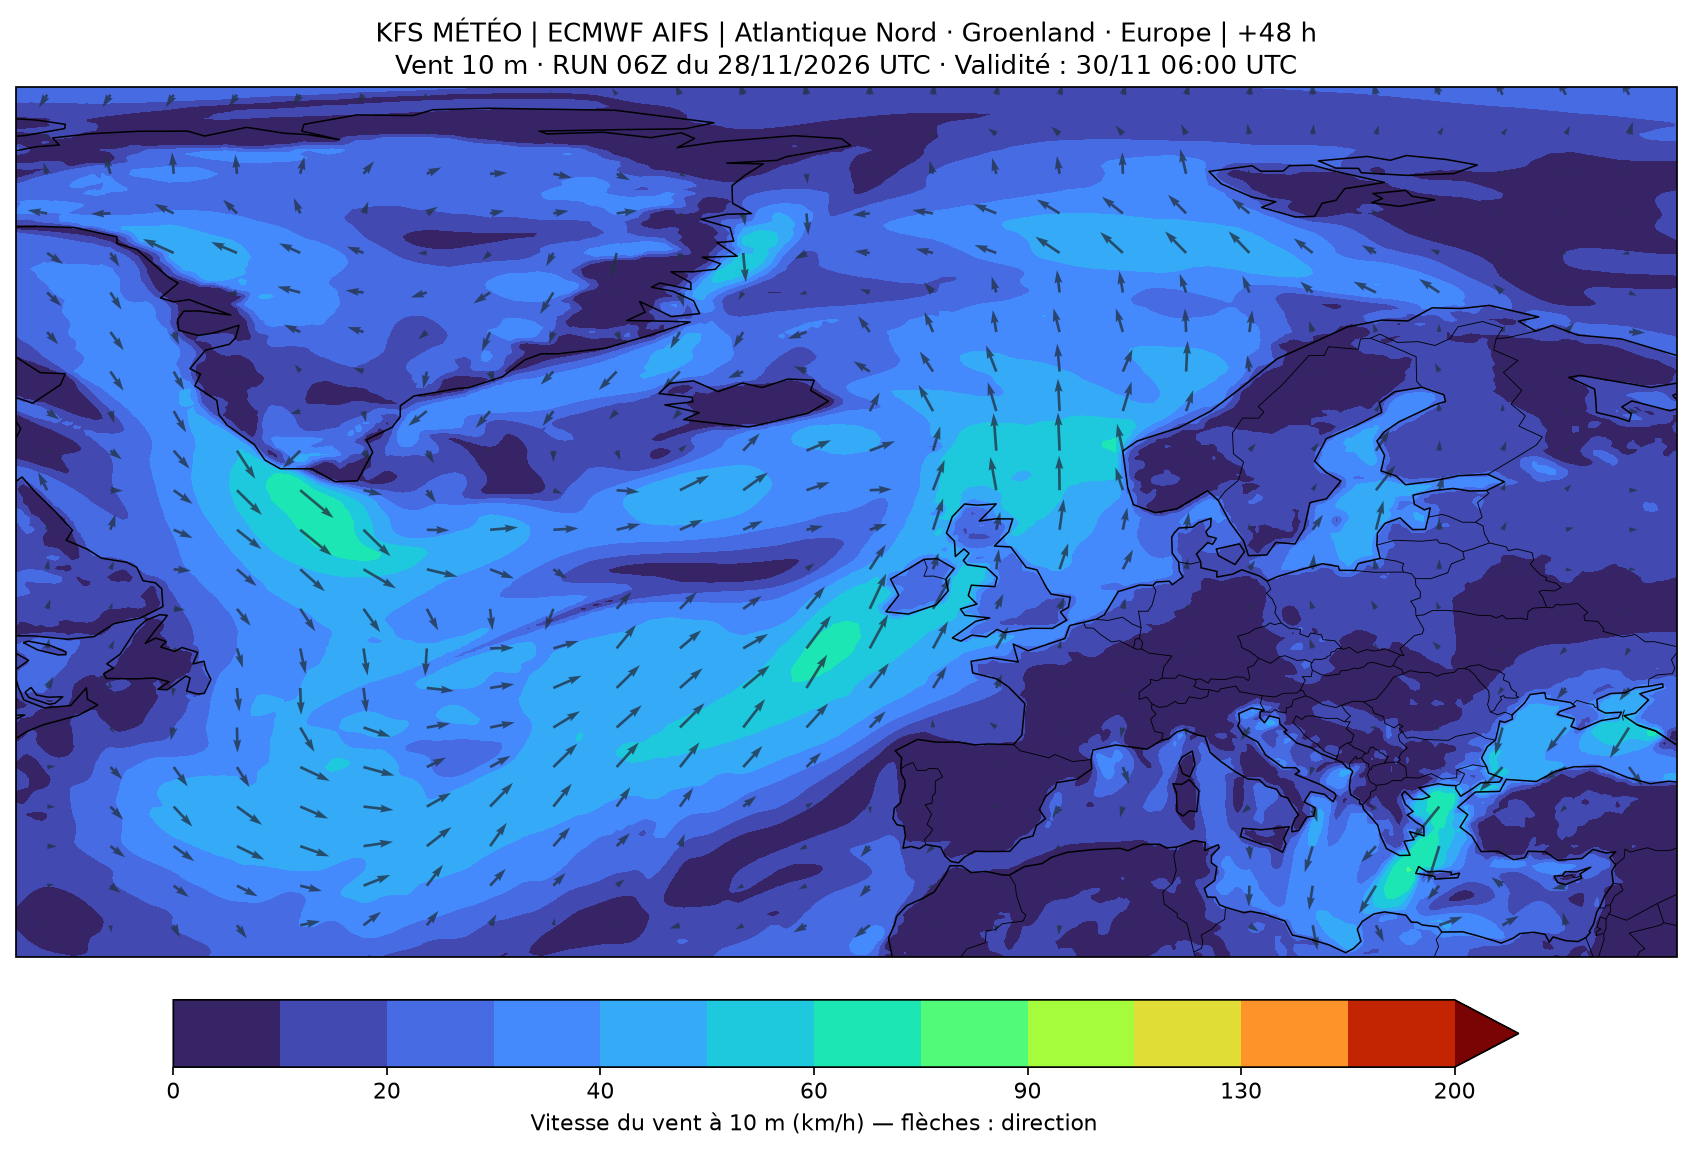 KFS MÉTÉO | ECMWF AIFS | Atlantique Nord · Groenland · Europe | +48 h
Vent 10 m · RUN 06Z du 28/11/2026 UTC · Validité : 30/11 06:00 UTC
0 20 40 60 90 130 200
Vitesse du vent à 10 m (km/h) — flèches : direction